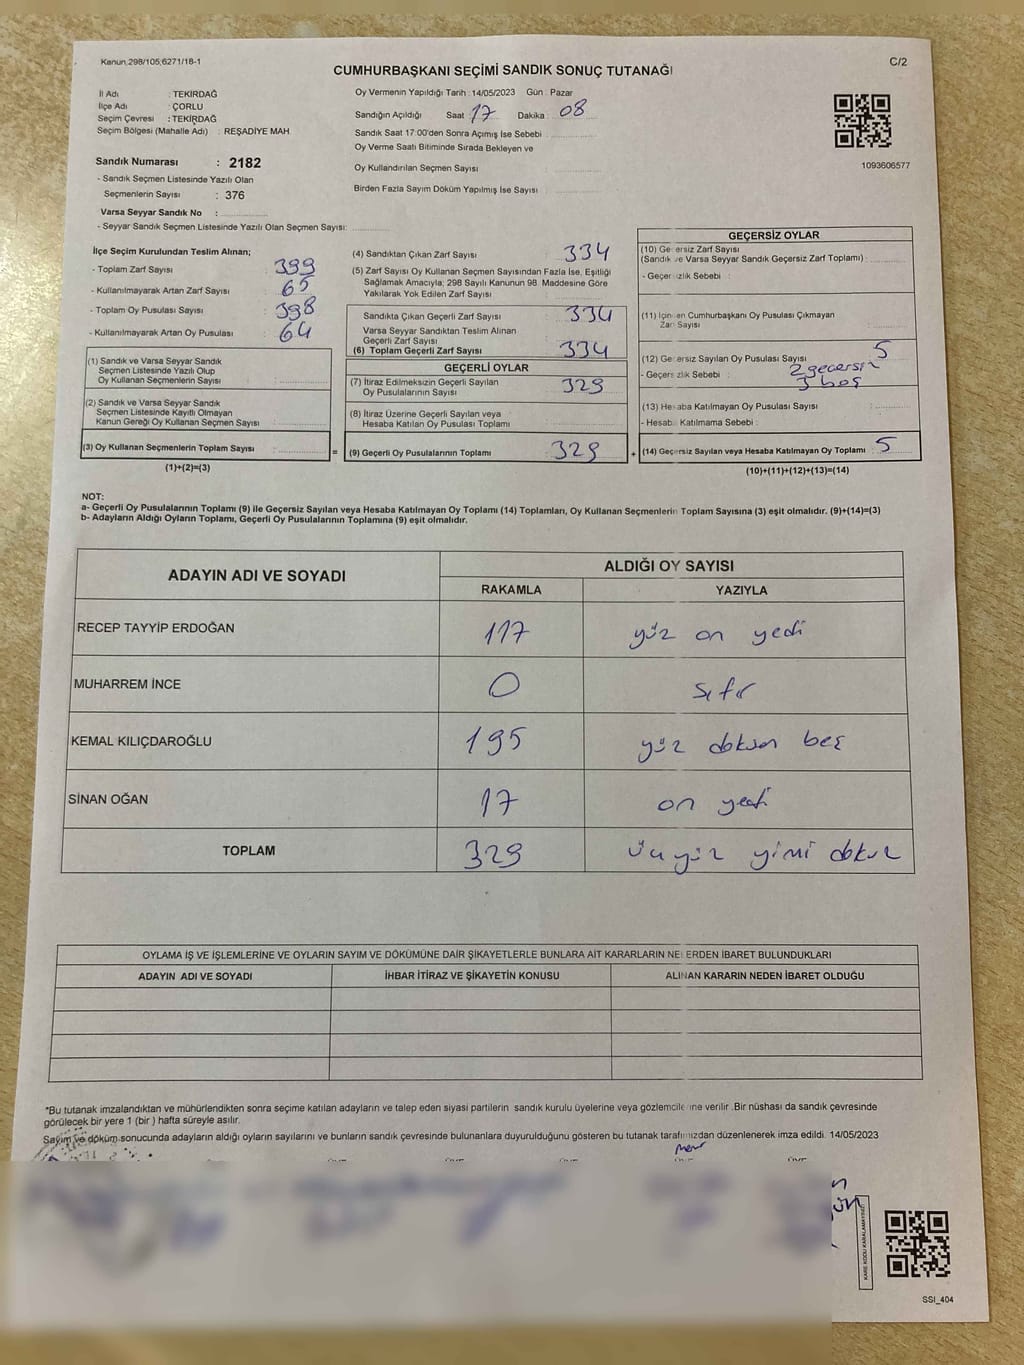 Kanun 298/105,6271/18-1
C/2
CUMHURBAŞKANI SEÇİMİ SANDIK SONUÇ TUTANAĞI
İl Adı : TEKİRDAĞ
İlçe Adı : ÇORLU
Seçim Çevresi : TEKİRDAĞ
Seçim Bölgesi (Mahalle Adı) : REŞADİYE MAH.
Oy Vermenin Yapıldığı Tarih : 14/05/2023 Gün : Pazar
Sandığın Açıldığı Saat 17 Dakika : 08
Sandık Saat 17:00'den Sonra Açılmış İse Sebebi :
Oy Verme Saati Bitiminde Sırada Bekleyen ve
Oy Kullandırılan Seçmen Sayısı :
Birden Fazla Sayım Döküm Yapılmış İse Sayısı :
1093606577
Sandık Numarası : 2182
- Sandık Seçmen Listesinde Yazılı Olan
Seçmenlerin Sayısı : 376
Varsa Seyyar Sandık No :
- Seyyar Sandık Seçmen Listesinde Yazılı Olan Seçmen Sayısı:
İlçe Seçim Kurulundan Teslim Alınan;
- Toplam Zarf Sayısı : 399
- Kullanılmayarak Artan Zarf Sayısı : 65
- Toplam Oy Pusulası Sayısı : 398
- Kullanılmayarak Artan Oy Pusulası : 64
(1) Sandık ve Varsa Seyyar Sandık
Seçmen Listesinde Yazılı Olup
Oy Kullanan Seçmenlerin Sayısı :
(2) Sandık ve Varsa Seyyar Sandık
Seçmen Listesinde Kayıtlı Olmayan
Kanun Gereği Oy Kullanan Seçmen Sayısı :
(3) Oy Kullanan Seçmenlerin Toplam Sayısı : =
(1)+(2)=(3)
(4) Sandıktan Çıkan Zarf Sayısı : 334
(5) Zarf Sayısı Oy Kullanan Seçmen Sayısından Fazla İse, Eşitliği
Sağlamak Amacıyla; 298 Sayılı Kanunun 98. Maddesine Göre
Yakılarak Yok Edilen Zarf Sayısı :
Sandıkta Çıkan Geçerli Zarf Sayısı : 334
Varsa Seyyar Sandıktan Teslim Alınan
Geçerli Zarf Sayısı :
(6) Toplam Geçerli Zarf Sayısı : 334
GEÇERLİ OYLAR
(7) İtiraz Edilmeksizin Geçerli Sayılan
Oy Pusulalarının Sayısı : 329
(8) İtiraz Üzerine Geçerli Sayılan veya
Hesaba Katılan Oy Pusulası Toplamı :
(9) Geçerli Oy Pusulalarının Toplamı : 329 +
GEÇERSİZ OYLAR
(10) Geçersiz Zarf Sayısı
(Sandık ve Varsa Seyyar Sandık Geçersiz Zarf Toplamı) :
- Geçersizlik Sebebi :
(11) İçinden Cumhurbaşkanı Oy Pusulası Çıkmayan
Zarf Sayısı :
(12) Geçersiz Sayılan Oy Pusulası Sayısı : 5
- Geçersizlik Sebebi : 2 geçersiz
3 boş
(13) Hesaba Katılmayan Oy Pusulası Sayısı :
- Hesaba Katılmama Sebebi :
(14) Geçersiz Sayılan veya Hesaba Katılmayan Oy Toplamı : 5
(10)+(11)+(12)+(13)=(14)
NOT:
a- Geçerli Oy Pusulalarının Toplamı (9) ile Geçersiz Sayılan veya Hesaba Katılmayan Oy Toplamı (14) Toplamları, Oy Kullanan Seçmenlerin Toplam Sayısına (3) eşit olmalıdır. (9)+(14)=(3)
b- Adayların Aldığı Oyların Toplamı, Geçerli Oy Pusulalarının Toplamına (9) eşit olmalıdır.
ADAYIN ADI VE SOYADI ALDIĞI OY SAYISI
RAKAMLA YAZIYLA
RECEP TAYYİP ERDOĞAN 117 yüz on yedi
MUHARREM İNCE 0 sıfır
KEMAL KILIÇDAROĞLU 195 yüz doksan beş
SİNAN OĞAN 17 on yedi
TOPLAM 329 üçyüz yirmi dokuz
OYLAMA İŞ VE İŞLEMLERİNE VE OYLARIN SAYIM VE DÖKÜMÜNE DAİR ŞİKAYETLERLE BUNLARA AİT KARARLARIN NELERDEN İBARET BULUNDUKLARI
ADAYIN ADI VE SOYADI İHBAR İTİRAZ VE ŞİKAYETİN KONUSU ALINAN KARARIN NEDEN İBARET OLDUĞU
*Bu tutanak imzalandıktan ve mühürlendikten sonra seçime katılan adayların ve talep eden siyasi partilerin sandık kurulu üyelerine veya gözlemcilerine verilir .Bir nüshası da sandık çevresinde
görülecek bir yere 1 (bir ) hafta süreyle asılır.
Sayım ve döküm sonucunda adayların aldığı oyların sayılarını ve bunların sandık çevresinde bulunanlara duyurulduğunu gösteren bu tutanak tarafımızdan düzenlenerek imza edildi. 14/05/2023
KARE KODU KARALAMAYINIZ
SSI_404